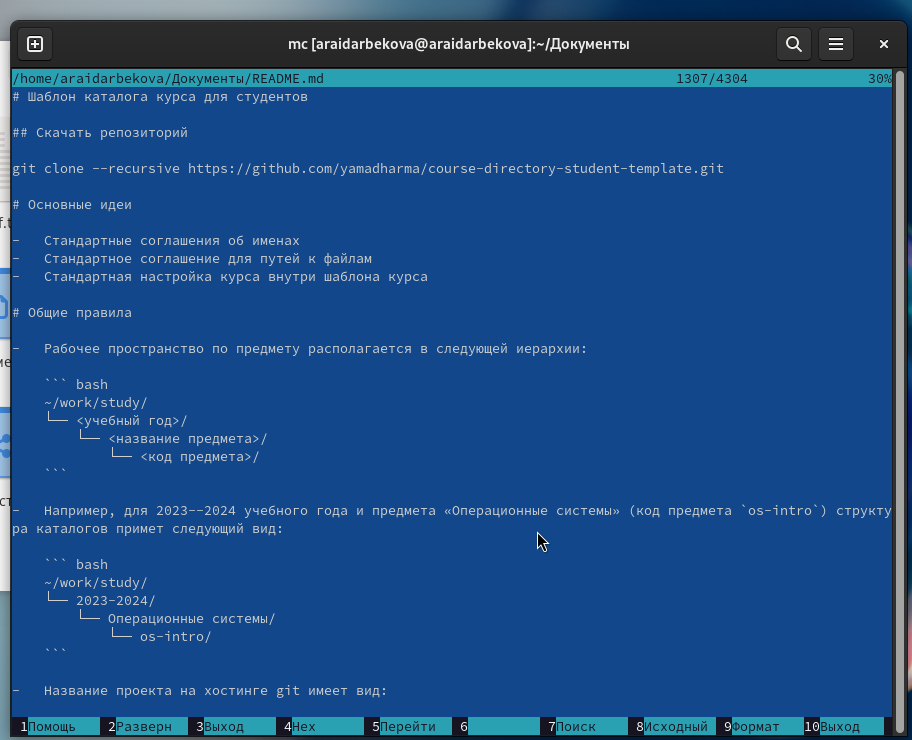 mc [araidarbekova@araidarbekova]:~/Документы
/home/araidarbekova/Документы/README.md 1307/4304 30%
# Шаблон каталога курса для студентов
## Скачать репозиторий
git clone --recursive https://github.com/yamadharma/course-directory-student-template.git
# Основные идеи
-   Стандартные соглашения об именах
-   Стандартное соглашение для путей к файлам
-   Стандартная настройка курса внутри шаблона курса
# Общие правила
-   Рабочее пространство по предмету располагается в следующей иерархии:
    ``` bash
    ~/work/study/
    └── <учебный год>/
        └── <название предмета>/
            └── <код предмета>/
    ```
-   Например, для 2023--2024 учебного года и предмета «Операционные системы» (код предмета `os-intro`) структу
ра каталогов примет следующий вид:
    ``` bash
    ~/work/study/
    └── 2023-2024/
        └── Операционные системы/
            └── os-intro/
    ```
-   Название проекта на хостинге git имеет вид:
1Помощь 2Разверн 3Выход 4Hex 5Перейти 6 7Поиск 8Исходный 9Формат 10Выход